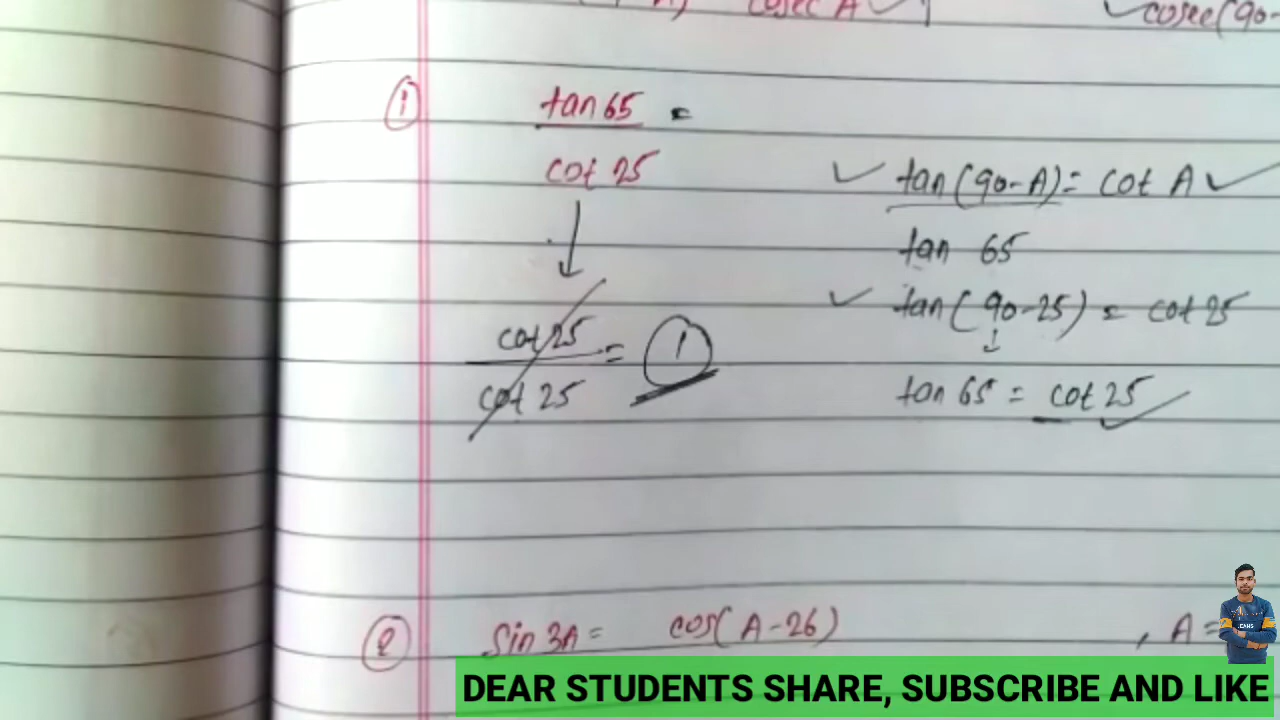 cosec A
cosec(90-
① tan 65 =
cot 25
tan(90-A) = cot A
tan 65
tan(90-25) = cot 25
cot 25
cot 25 = 1
tan 65 = cot 25
② Sin 3A = cos(A-26) , A =
DEAR STUDENTS SHARE, SUBSCRIBE AND LIKE